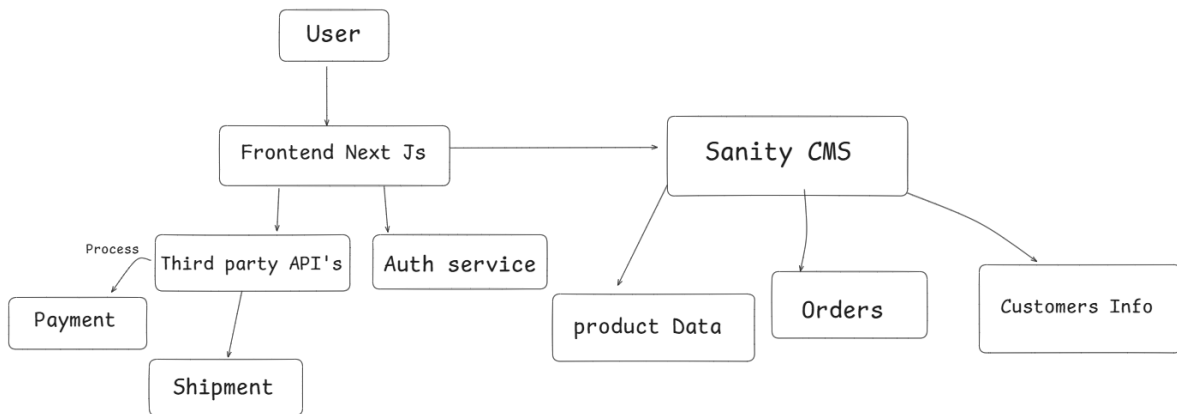 User
Frontend Next Js
Sanity CMS
Process
Third party API's
Auth service
Payment
product Data
Orders
Customers Info
Shipment